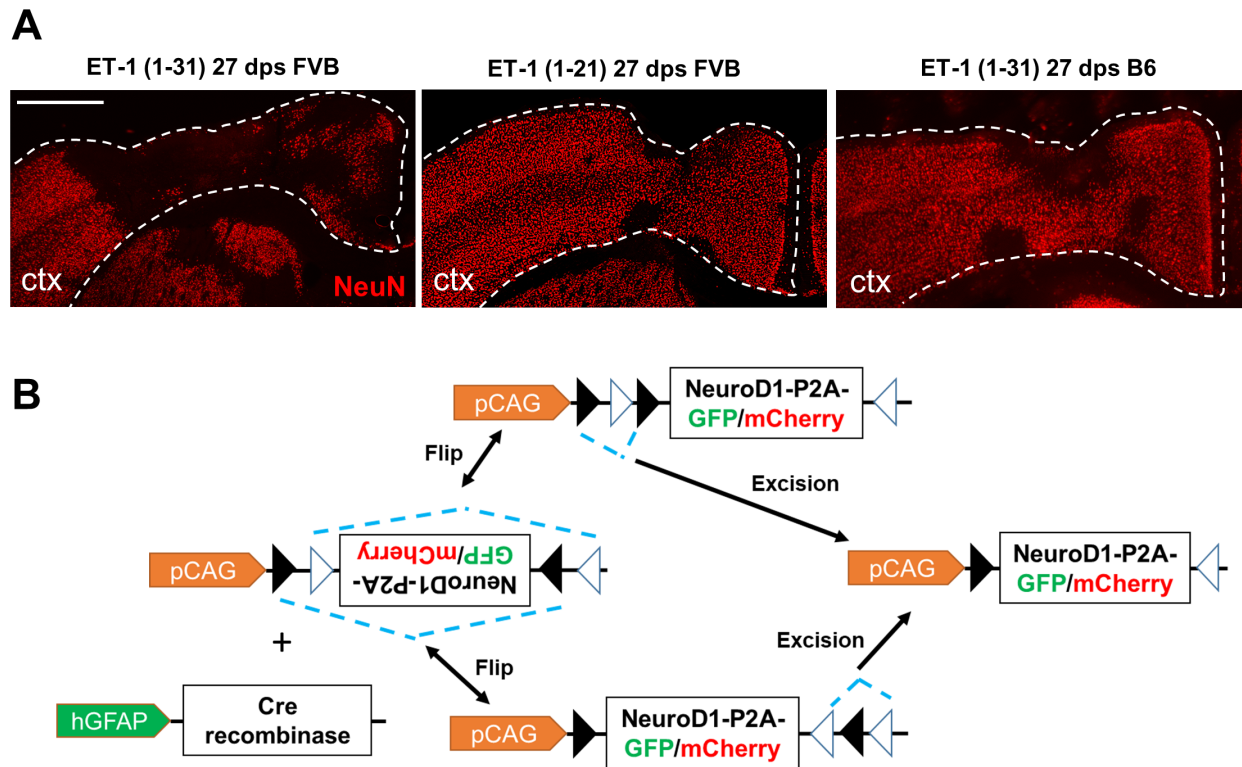 A
ET-1 (1-31) 27 dps FVB
ET-1 (1-21) 27 dps FVB
ET-1 (1-31) 27 dps B6
ctx
NeuN
ctx
ctx
B
pCAG
NeuroD1-P2A-
GFP/mCherry
Flip
Excision
pCAG
NeuroD1-P2A-
GFP/mCherry
pCAG
NeuroD1-P2A-
GFP/mCherry
+
Excision
Flip
hGFAP
Cre
recombinase
pCAG
NeuroD1-P2A-
GFP/mCherry